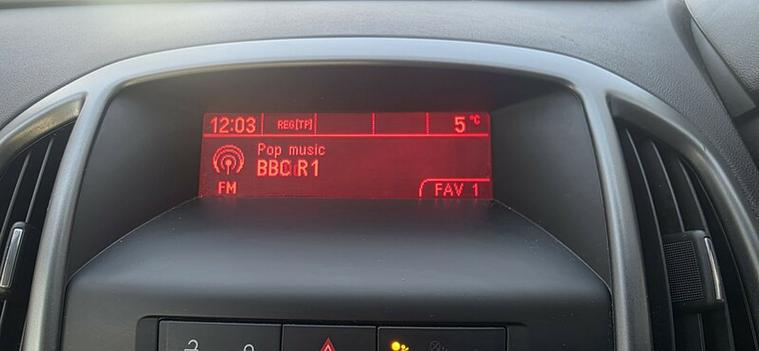 12:03 REG[TP] 5 °C
Pop music
BBC R1
FM FAV 1